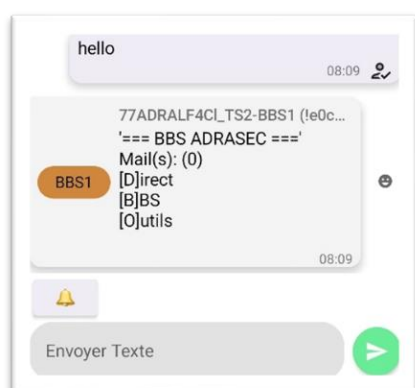 hello
08:09
77ADRALF4Cl_TS2-BBS1 (!e0c...
'=== BBS ADRASEC ==='
Mail(s): (0)
[D]irect
BBS1
[B]BS
[O]utils
08:09
Envoyer Texte